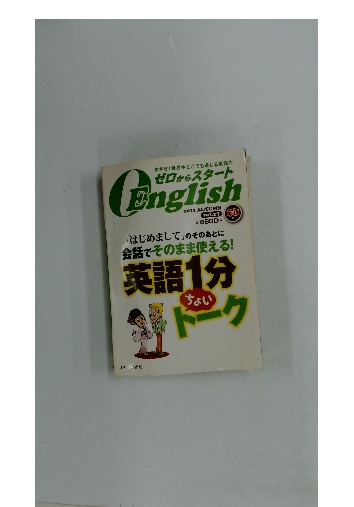 ゼロからスタート
English
2013 AUTUMN
「はじめまして」のそのあとに
会話でそのまま使える!
英語1分
ちょい
トーク